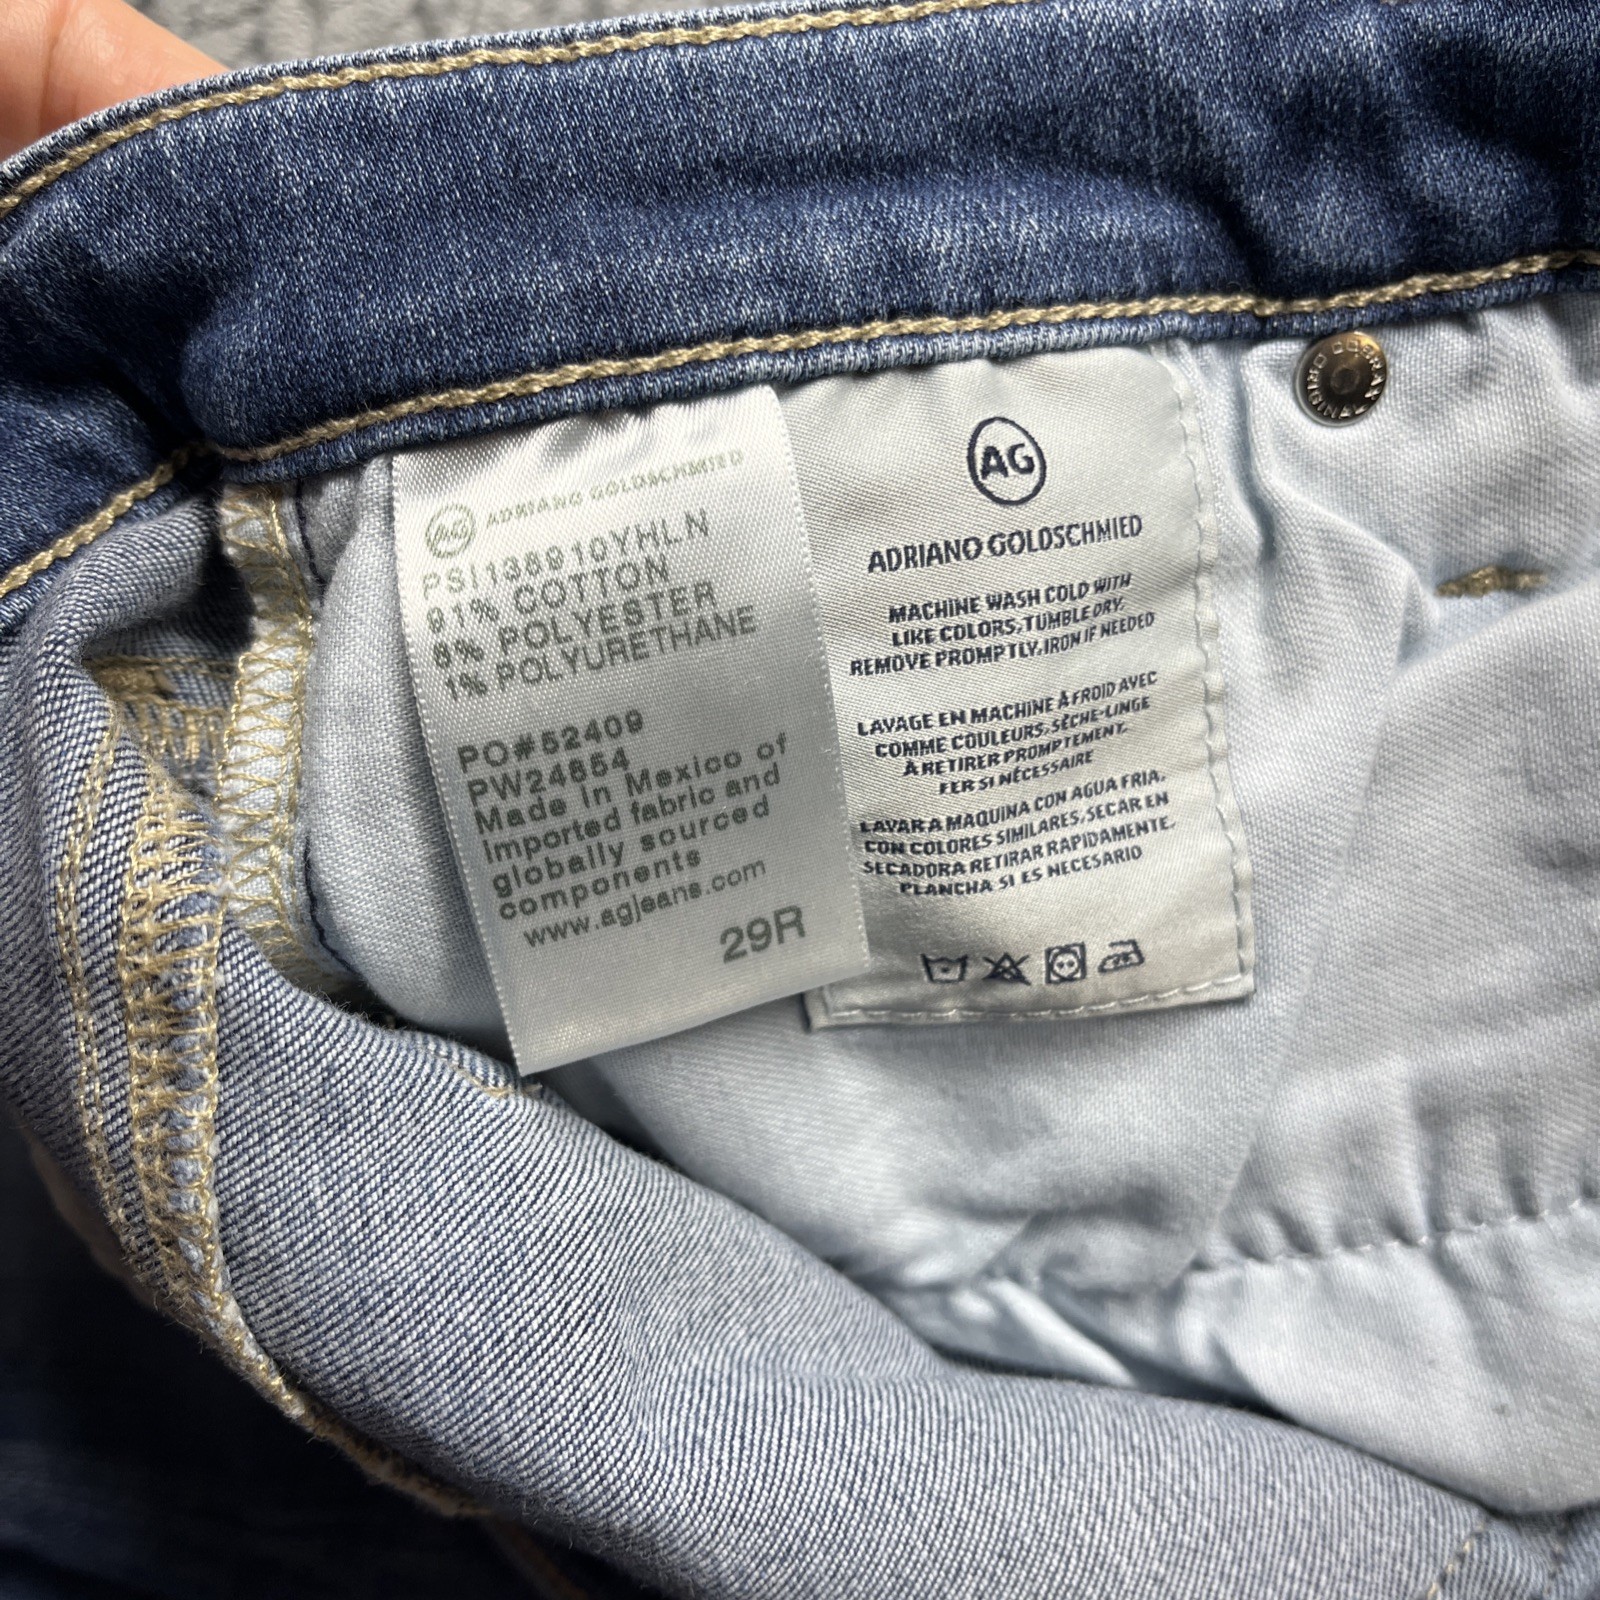 AG ADRIANO GOLDSCHMIED
PSI136910YHLN
91% COTTON
8% POLYESTER
1% POLYURETHANE
PO#52409
PW24654
Made in Mexico of
imported fabric and
globally sourced
components
www.agjeans.com
29R
AG
ADRIANO GOLDSCHMIED
MACHINE WASH COLD WITH
LIKE COLORS, TUMBLE DRY,
REMOVE PROMPTLY, IRON IF NEEDED
LAVAGE EN MACHINE À FROID AVEC
COMME COULEURS, SÈCHE-LINGE
À RETIRER PROMPTEMENT.
FER SI NÉCESSAIRE
LAVAR A MAQUINA CON AGUA FRIA,
CON COLORES SIMILARES, SECAR EN
SECADORA RETIRAR RAPIDAMENTE,
PLANCHA SI ES NECESARIO
ORIGINAL